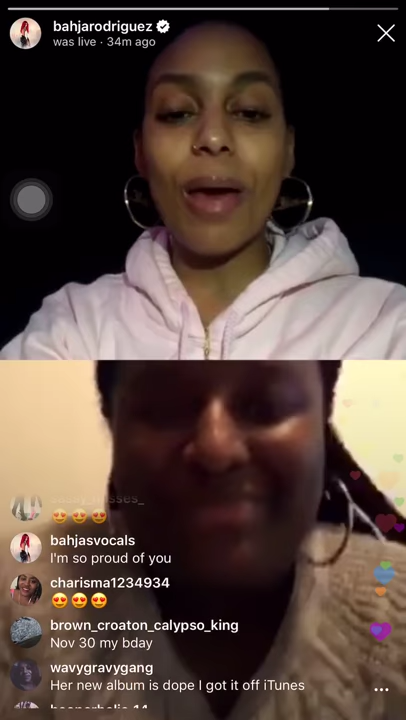 bahjarodriguez
was live · 34m ago
😍😍😍
bahjasvocals
I'm so proud of you
charisma1234934
😍😍😍
brown_croaton_calypso_king
Nov 30 my bday
wavygravygang
Her new album is dope I got it off iTunes